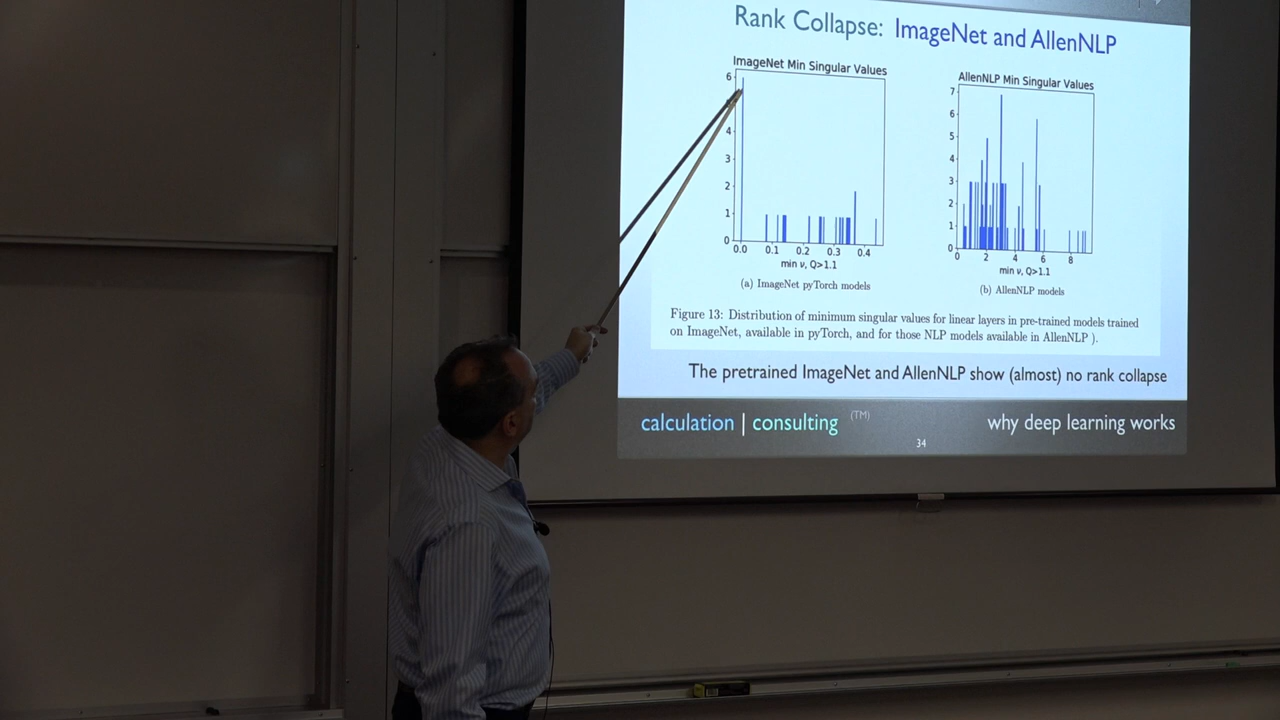 Rank Collapse: ImageNet and AllenNLP
ImageNet Min Singular Values
6
4
3
2
1
0
0.0 0.1 0.2 0.3 0.4
min ν, Q>1.1
(a) ImageNet pyTorch models
AllenNLP Min Singular Values
7
6
5
4
3
2
1
0
0 2 4 6 8
min ν, Q>1.1
(b) AllenNLP models
Figure 13: Distribution of minimum singular values for linear layers in pre-trained models trained
on ImageNet, available in pyTorch, and for those NLP models available in AllenNLP ).
The pretrained ImageNet and AllenNLP show (almost) no rank collapse
calculation | consulting (TM) why deep learning works
34